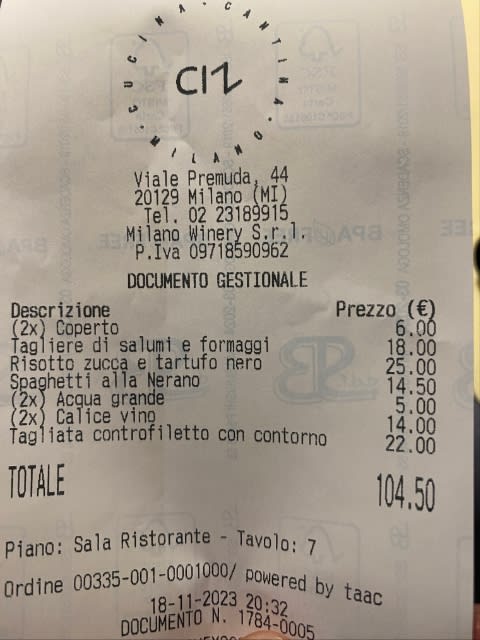 CUCINA · CANTINA · MILANO ·
CIZ
Viale Premuda, 44
20129 Milano (MI)
Tel. 02 23189915
Milano Winery S.r.l.
P.Iva 09718590962
DOCUMENTO GESTIONALE
Descrizione Prezzo (€)
(2x) Coperto 6.00
Tagliere di salumi e formaggi 18.00
Risotto zucca e tartufo nero 25.00
Spaghetti alla Nerano 14.50
(2x) Acqua grande 5.00
(2x) Calice vino 14.00
Tagliata controfiletto con contorno 22.00
TOTALE 104.50
Piano: Sala Ristorante - Tavolo: 7
Ordine 00335-001-0001000/ powered by taac
18-11-2023 20:32
DOCUMENTO N. 1784-0005